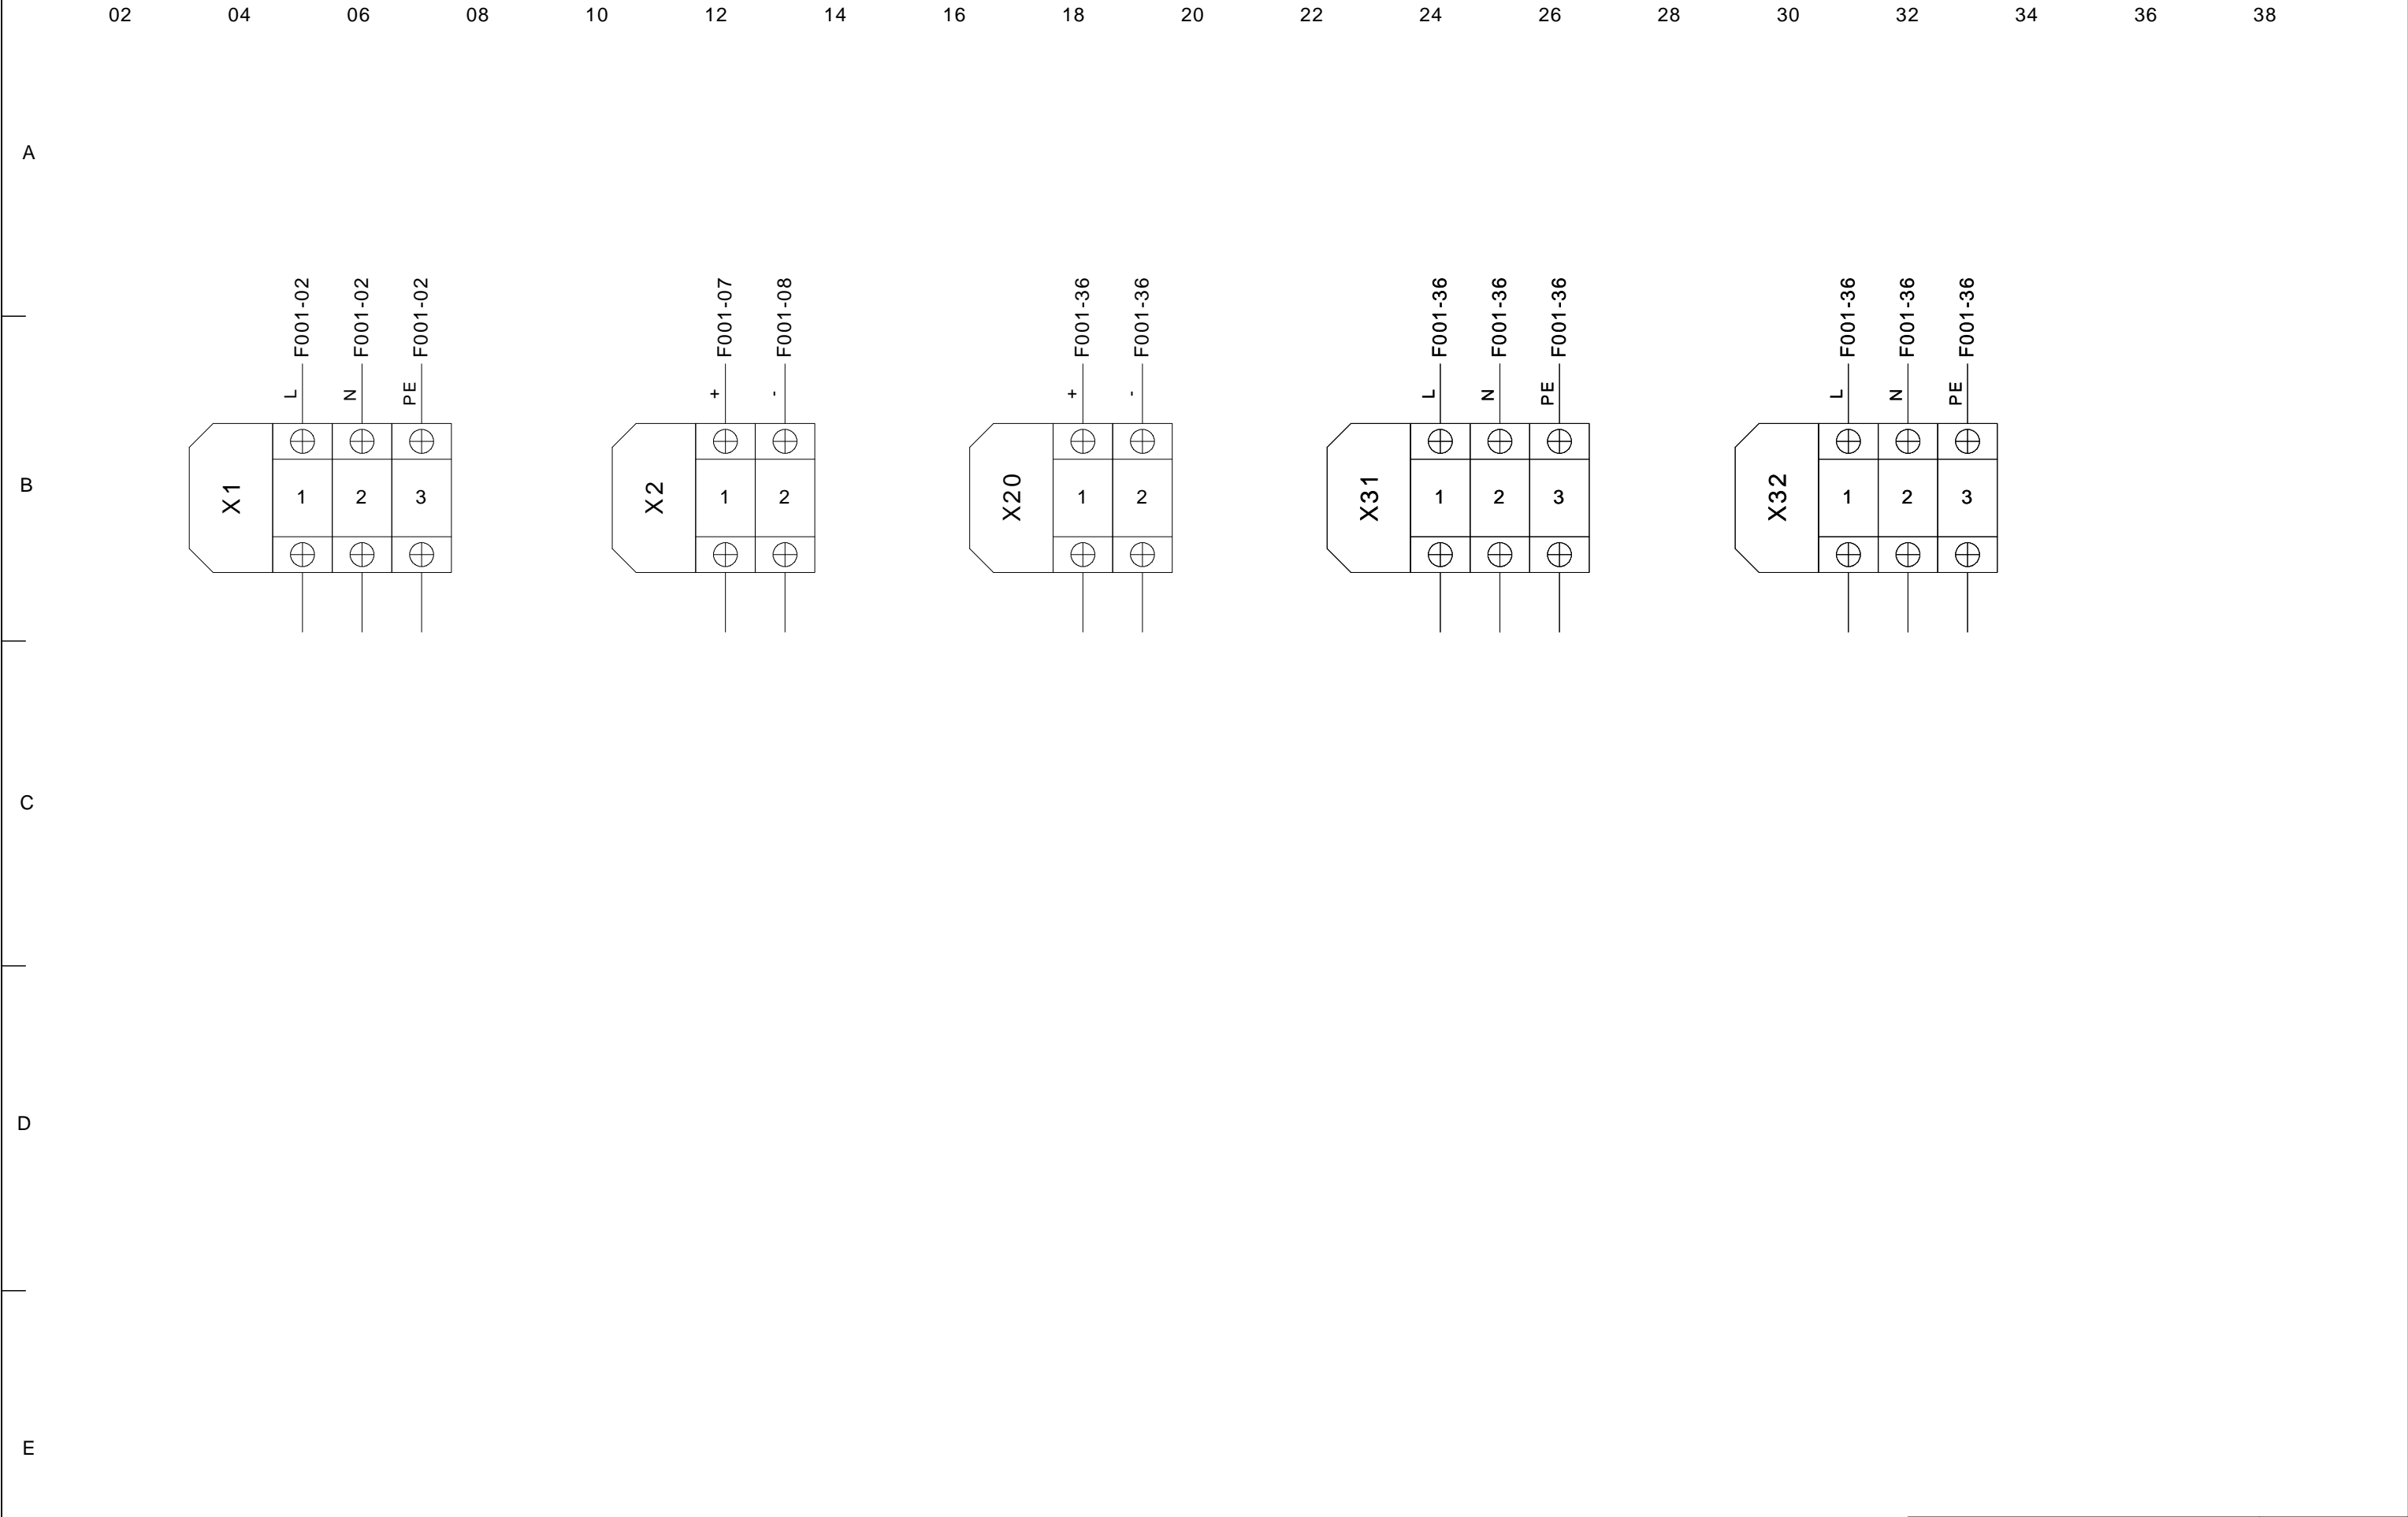 02 04 06 08 10 12 14 16 18 20 22 24 26 28 30 32 34 36 38
A
F001-02 F001-02 F001-02 F001-07 F001-08 F001-36 F001-36 F001-36 F001-36 F001-36 F001-36 F001-36 F001-36
L N PE + - + - L N PE L N PE
B
X1 1 2 3 X2 1 2 X20 1 2 X31 1 2 3 X32 1 2 3
C
D
E